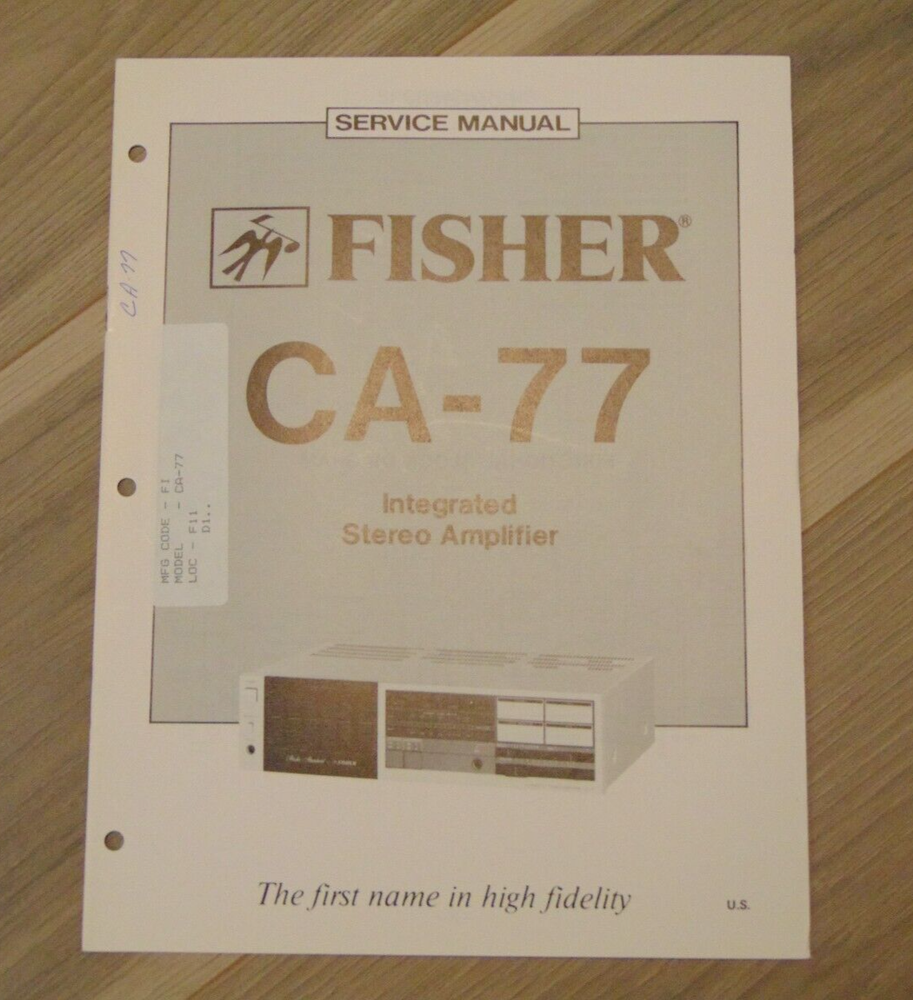 SERVICE MANUAL
FISHER®
CA-77
CA-77
MFG CODE - FI
MODEL - CA-77
LOC - F11
D1..
Integrated
Stereo Amplifier
The first name in high fidelity
U.S.